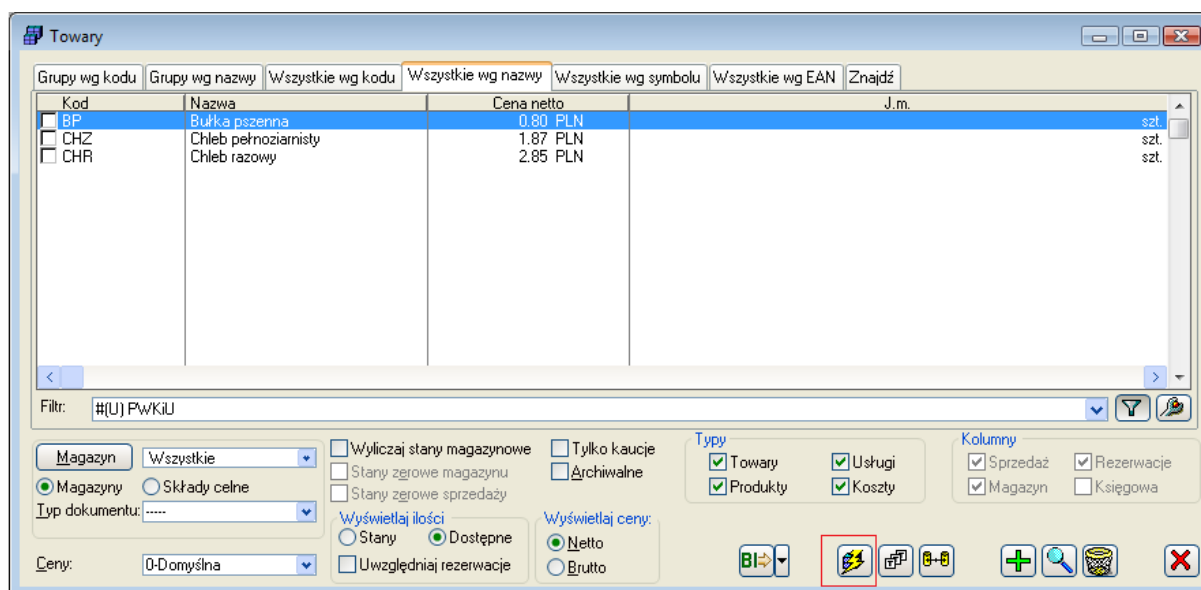 Towary
Grupy wg kodu Grupy wg nazwy Wszystkie wg kodu Wszystkie wg nazwy Wszystkie wg symbolu Wszystkie wg EAN Znajdź
Kod Nazwa Cena netto J.m.
BP Bułka pszenna 0.80 PLN szt.
CHZ Chleb pełnoziarnisty 1.87 PLN szt.
CHR Chleb razowy 2.85 PLN szt.
Filtr: #(U) PWKiU
Magazyn Wszystkie
Magazyny Składy celne
Typ dokumentu: -----
Ceny: 0-Domyślna
Wyliczaj stany magazynowe
Stany zerowe magazynu
Stany zerowe sprzedaży
Tylko kaucje
Archiwalne
Wyświetlaj ilości
Stany Dostępne
Uwzględniaj rezerwacje
Wyświetlaj ceny:
Netto
Brutto
Typy
Towary Usługi
Produkty Koszty
Kolumny
Sprzedaż Rezerwacje
Magazyn Księgowa
BI